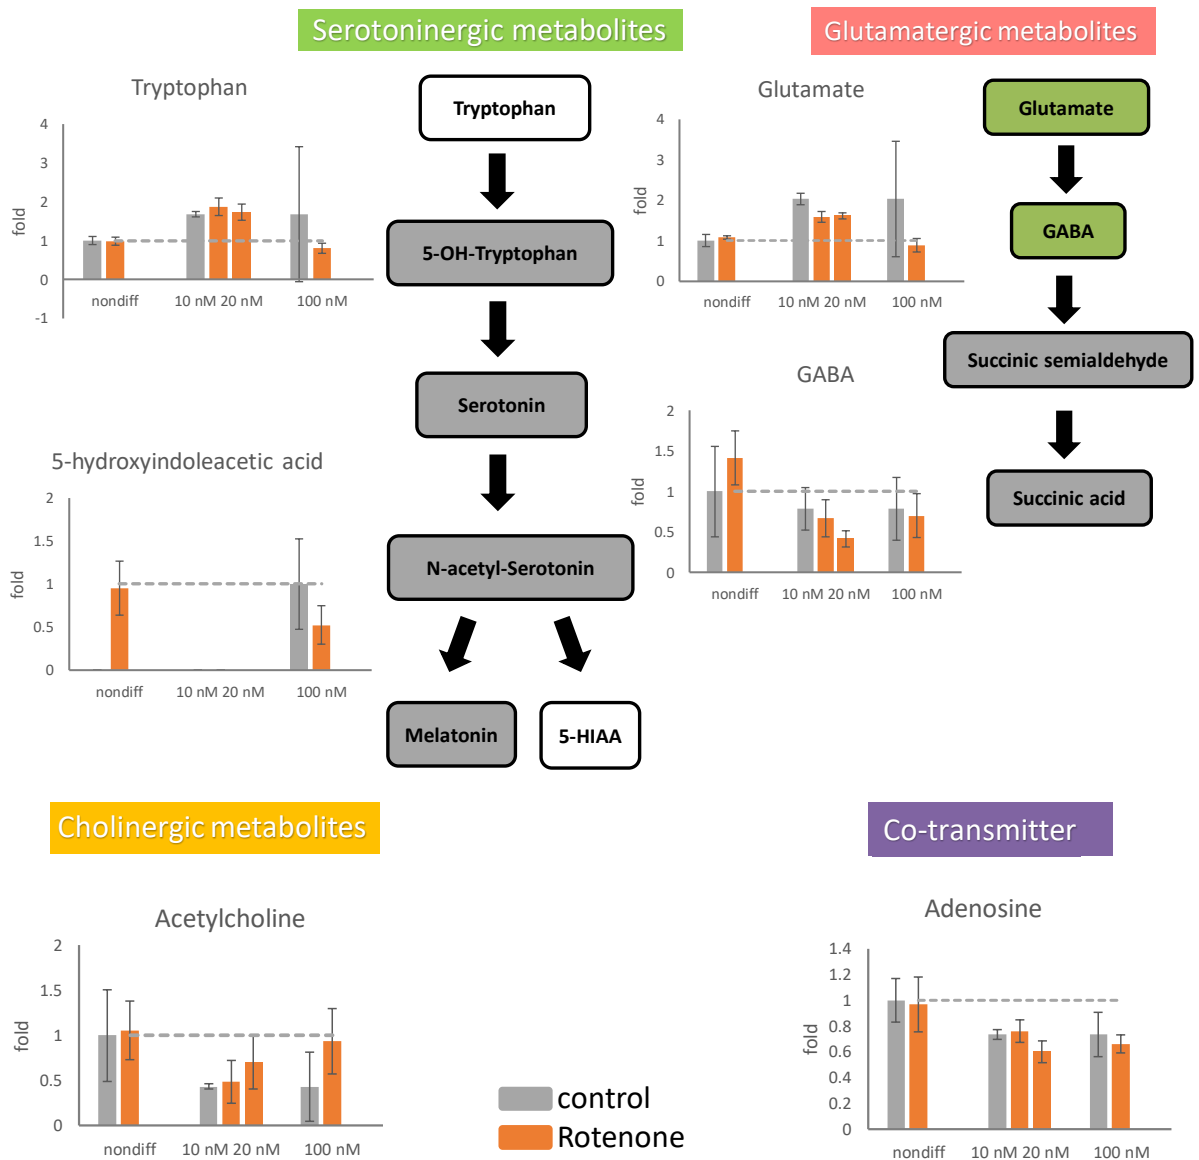 Serotoninergic metabolites
Glutamatergic metabolites
Tryptophan
4
3
2
1
0
-1
fold
nondiff
10 nM 20 nM
100 nM
Tryptophan
5-OH-Tryptophan
Serotonin
N-acetyl-Serotonin
Melatonin
5-HIAA
5-hydroxyindoleacetic acid
2
1.5
1
0.5
0
fold
nondiff
10 nM 20 nM
100 nM
Glutamate
4
3
2
1
0
fold
nondiff
10 nM 20 nM
100 nM
Glutamate
GABA
Succinic semialdehyde
Succinic acid
GABA
2
1.5
1
0.5
0
fold
nondiff
10 nM 20 nM
100 nM
Cholinergic metabolites
Co-transmitter
Acetylcholine
2
1.5
1
0.5
0
fold
nondiff
10 nM 20 nM
100 nM
control
Rotenone
Adenosine
1.4
1.2
1
0.8
0.6
0.4
0.2
0
fold
nondiff
10 nM 20 nM
100 nM